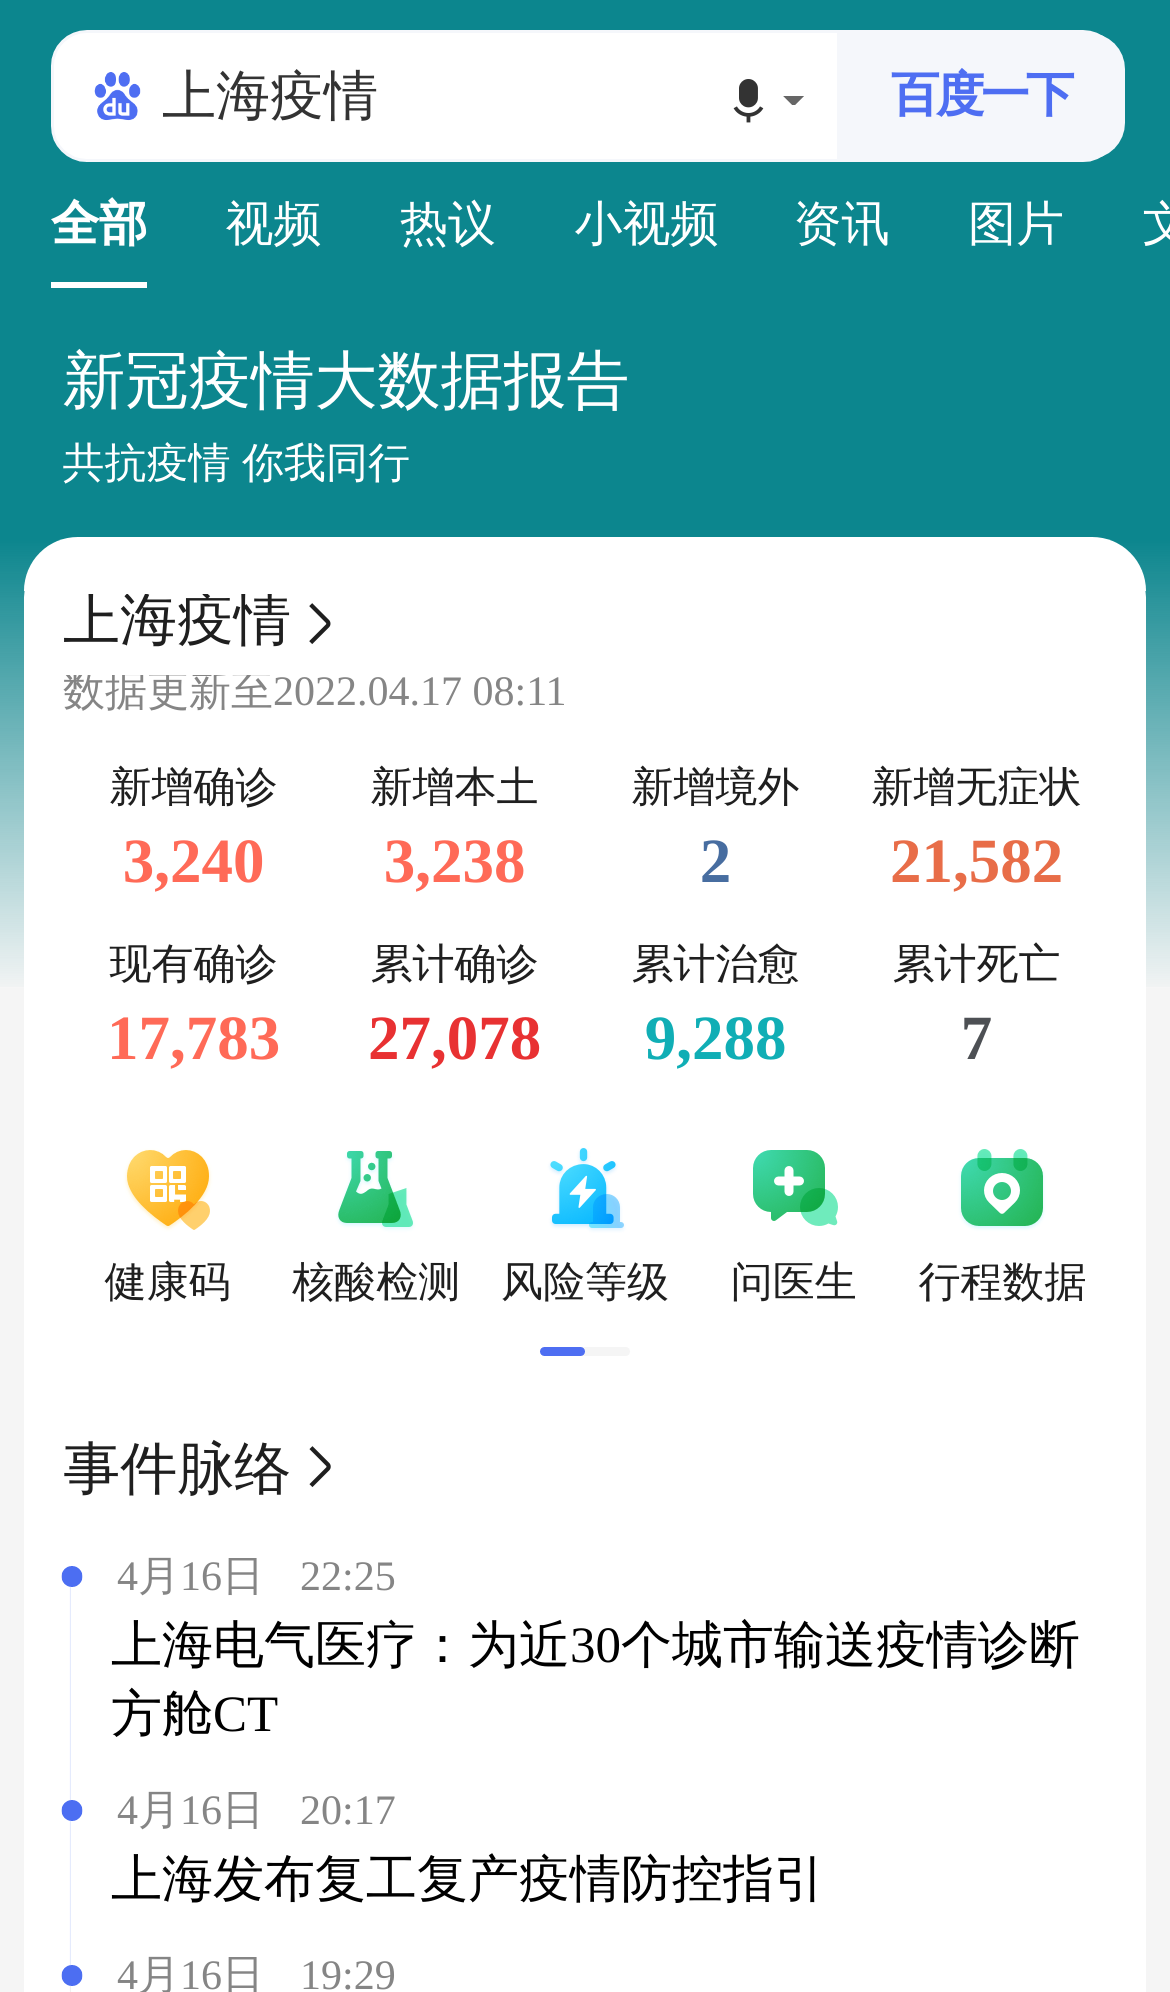 du 上海疫情 百度一下
全部 视频 热议 小视频 资讯 图片
新冠疫情大数据报告
共抗疫情 你我同行
上海疫情
数据更新至2022.04.17 08:11
新增确诊 新增本土 新增境外 新增无症状
3,240 3,238 2 21,582
现有确诊 累计确诊 累计治愈 累计死亡
17,783 27,078 9,288 7
健康码 核酸检测 风险等级 问医生 行程数据
事件脉络
4月16日 22:25
上海电气医疗：为近30个城市输送疫情诊断
方舱CT
4月16日 20:17
上海发布复工复产疫情防控指引
4月16日 19:29